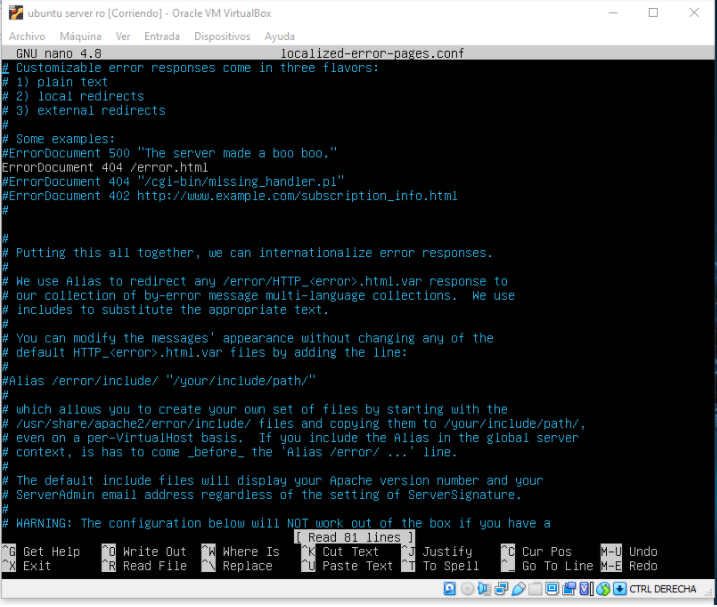 ubuntu server ro [Corriendo] - Oracle VM VirtualBox
Archivo Máquina Ver Entrada Dispositivos Ayuda
GNU nano 4.8 localized-error-pages.conf
# Customizable error responses come in three flavors:
# 1) plain text
# 2) local redirects
# 3) external redirects
#
# Some examples:
#ErrorDocument 500 "The server made a boo boo."
ErrorDocument 404 /error.html
#ErrorDocument 404 "/cgi-bin/missing_handler.pl"
#ErrorDocument 402 http://www.example.com/subscription_info.html
#
#
# Putting this all together, we can internationalize error responses.
#
# We use Alias to redirect any /error/HTTP_<error>.html.var response to
# our collection of by-error message multi-language collections.  We use
# includes to substitute the appropriate text.
#
# You can modify the messages' appearance without changing any of the
# default HTTP_<error>.html.var files by adding the line:
#
#Alias /error/include/ "/your/include/path/"
#
# which allows you to create your own set of files by starting with the
# /usr/share/apache2/error/include/ files and copying them to /your/include/path/,
# even on a per-VirtualHost basis.  If you include the Alias in the global server
# context, is has to come _before_ the 'Alias /error/ ...' line.
#
# The default include files will display your Apache version number and your
# ServerAdmin email address regardless of the setting of ServerSignature.
#
# WARNING: The configuration below will NOT work out of the box if you have a
[ Read 81 lines ]
^G Get Help ^O Write Out ^W Where Is ^K Cut Text ^J Justify ^C Cur Pos M-U Undo
^X Exit ^R Read File ^\ Replace ^U Paste Text ^T To Spell ^_ Go To Line M-E Redo
CTRL DERECHA